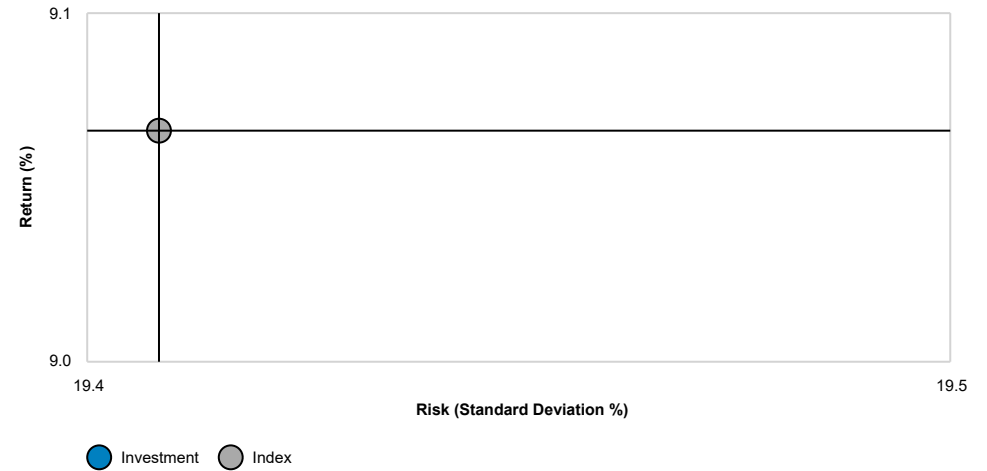 9.1
Return (%)
9.0
19.4
19.5
Risk (Standard Deviation %)
Investment
Index